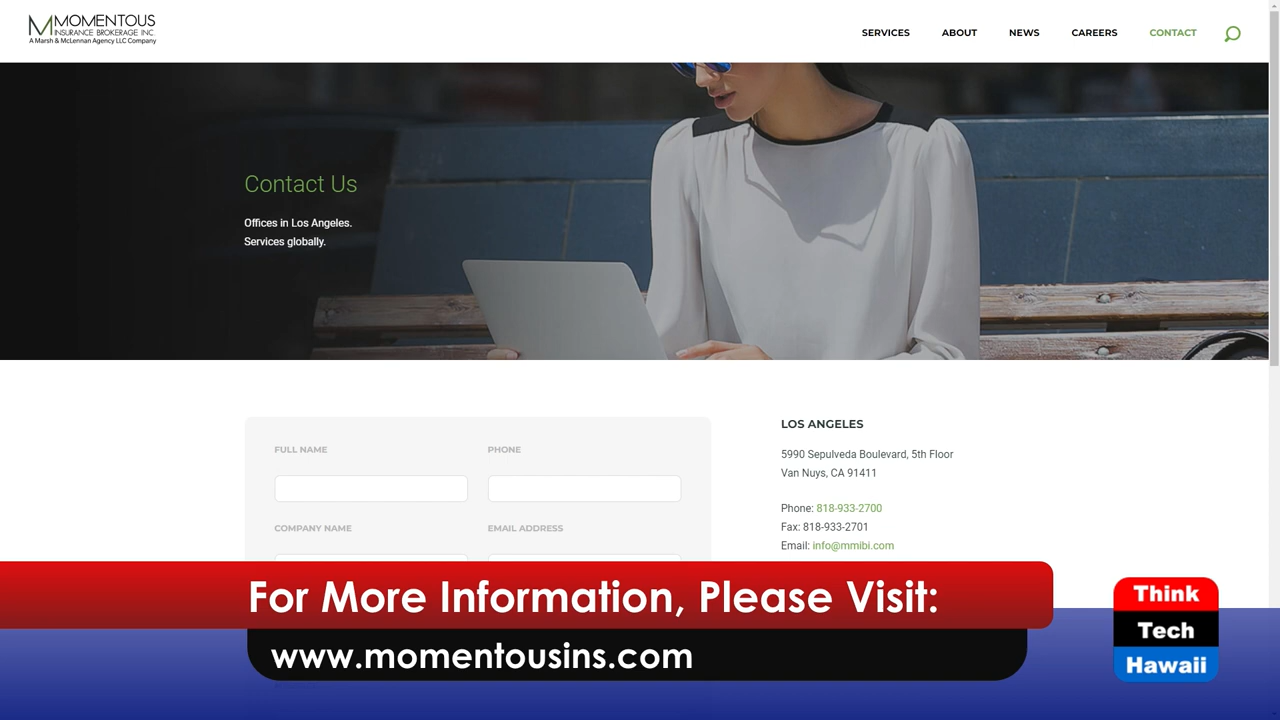 MOMENTOUS
INSURANCE BROKERAGE INC.
A Marsh & McLennan Agency LLC Company
SERVICES
ABOUT
NEWS
CAREERS
CONTACT
Contact Us
Offices in Los Angeles.
Services globally.
FULL NAME
PHONE
COMPANY NAME
EMAIL ADDRESS
LOS ANGELES
5990 Sepulveda Boulevard, 5th Floor
Van Nuys, CA 91411
Phone: 818-933-2700
Fax: 818-933-2701
Email: info@mmibi.com
For More Information, Please Visit:
www.momentousins.com
Think
Tech
Hawaii